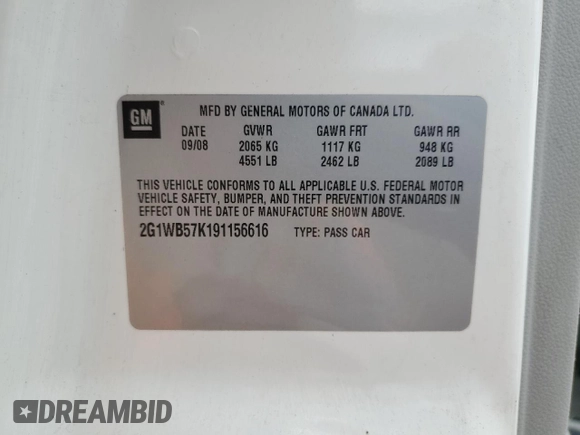 GM
MFD BY GENERAL MOTORS OF CANADA LTD.
DATE GVWR GAWR FRT GAWR RR
09/08 2065 KG 1117 KG 948 KG
4551 LB 2462 LB 2089 LB
THIS VEHICLE CONFORMS TO ALL APPLICABLE U.S. FEDERAL MOTOR
VEHICLE SAFETY, BUMPER, AND THEFT PREVENTION STANDARDS IN
EFFECT ON THE DATE OF MANUFACTURE SHOWN ABOVE.
2G1WB57K191156616 TYPE: PASS CAR
DREAMBID